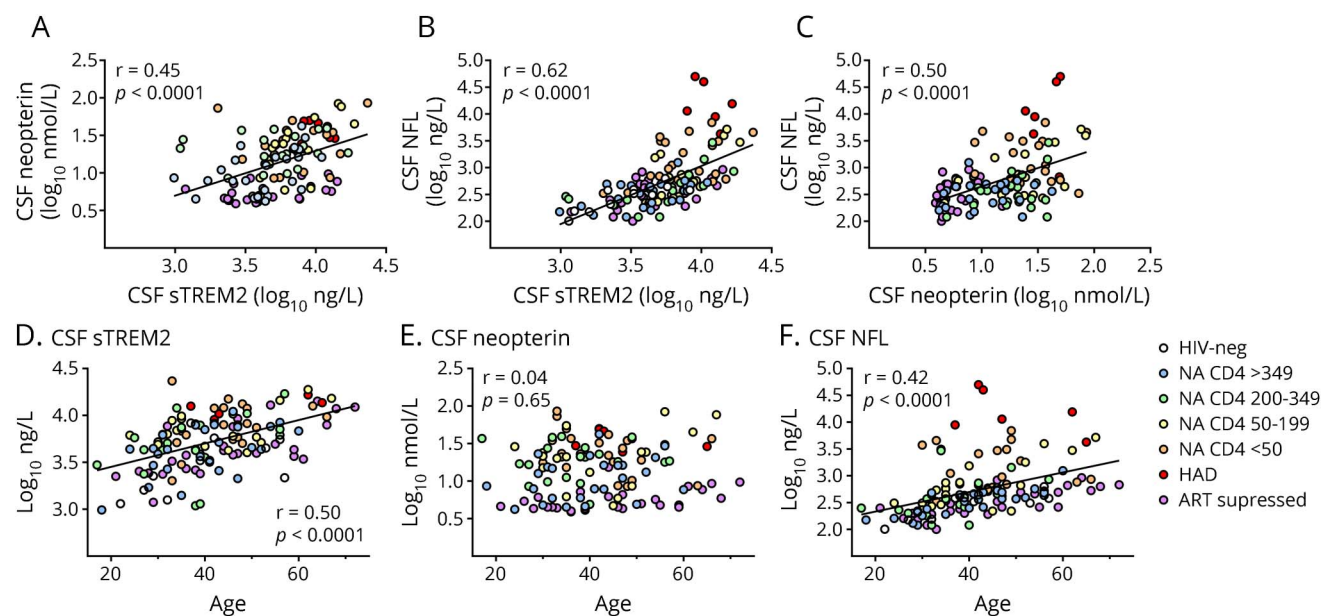 A
2.5
2.0
1.5
1.0
0.5
r = 0.45
p < 0.0001
CSF neopterin
(log10 nmol/L)
3.0 3.5 4.0 4.5
CSF sTREM2 (log10 ng/L)
B
5.0
4.5
4.0
3.5
3.0
2.5
2.0
r = 0.62
p < 0.0001
CSF NFL
(log10 ng/L)
3.0 3.5 4.0 4.5
CSF sTREM2 (log10 ng/L)
C
5.0
4.5
4.0
3.5
3.0
2.5
2.0
r = 0.50
p < 0.0001
CSF NFL
(log10 ng/L)
0.5 1.0 1.5 2.0 2.5
CSF neopterin (log10 nmol/L)
D. CSF sTREM2
4.5
4.0
3.5
3.0
Log10 ng/L
r = 0.50
p < 0.0001
20 40 60
Age
E. CSF neopterin
2.5
2.0
1.5
1.0
0.5
Log10 nmol/L
r = 0.04
p = 0.65
20 40 60
Age
F. CSF NFL
5.0
4.5
4.0
3.5
3.0
2.5
2.0
Log10 ng/L
r = 0.42
p < 0.0001
20 40 60
Age
HIV-neg
NA CD4 >349
NA CD4 200-349
NA CD4 50-199
NA CD4 <50
HAD
ART supressed